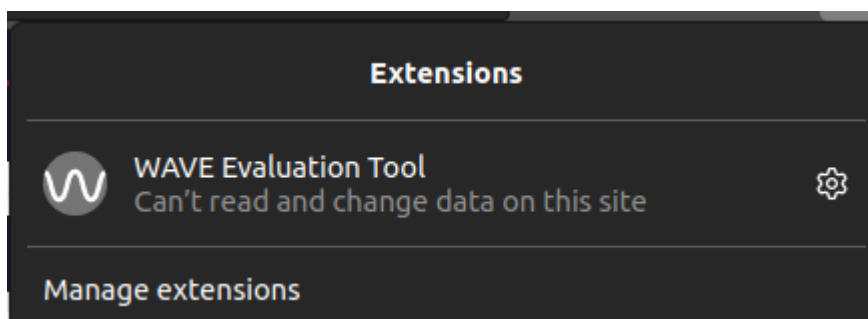 Extensions
WAVE Evaluation Tool
Can’t read and change data on this site
Manage extensions